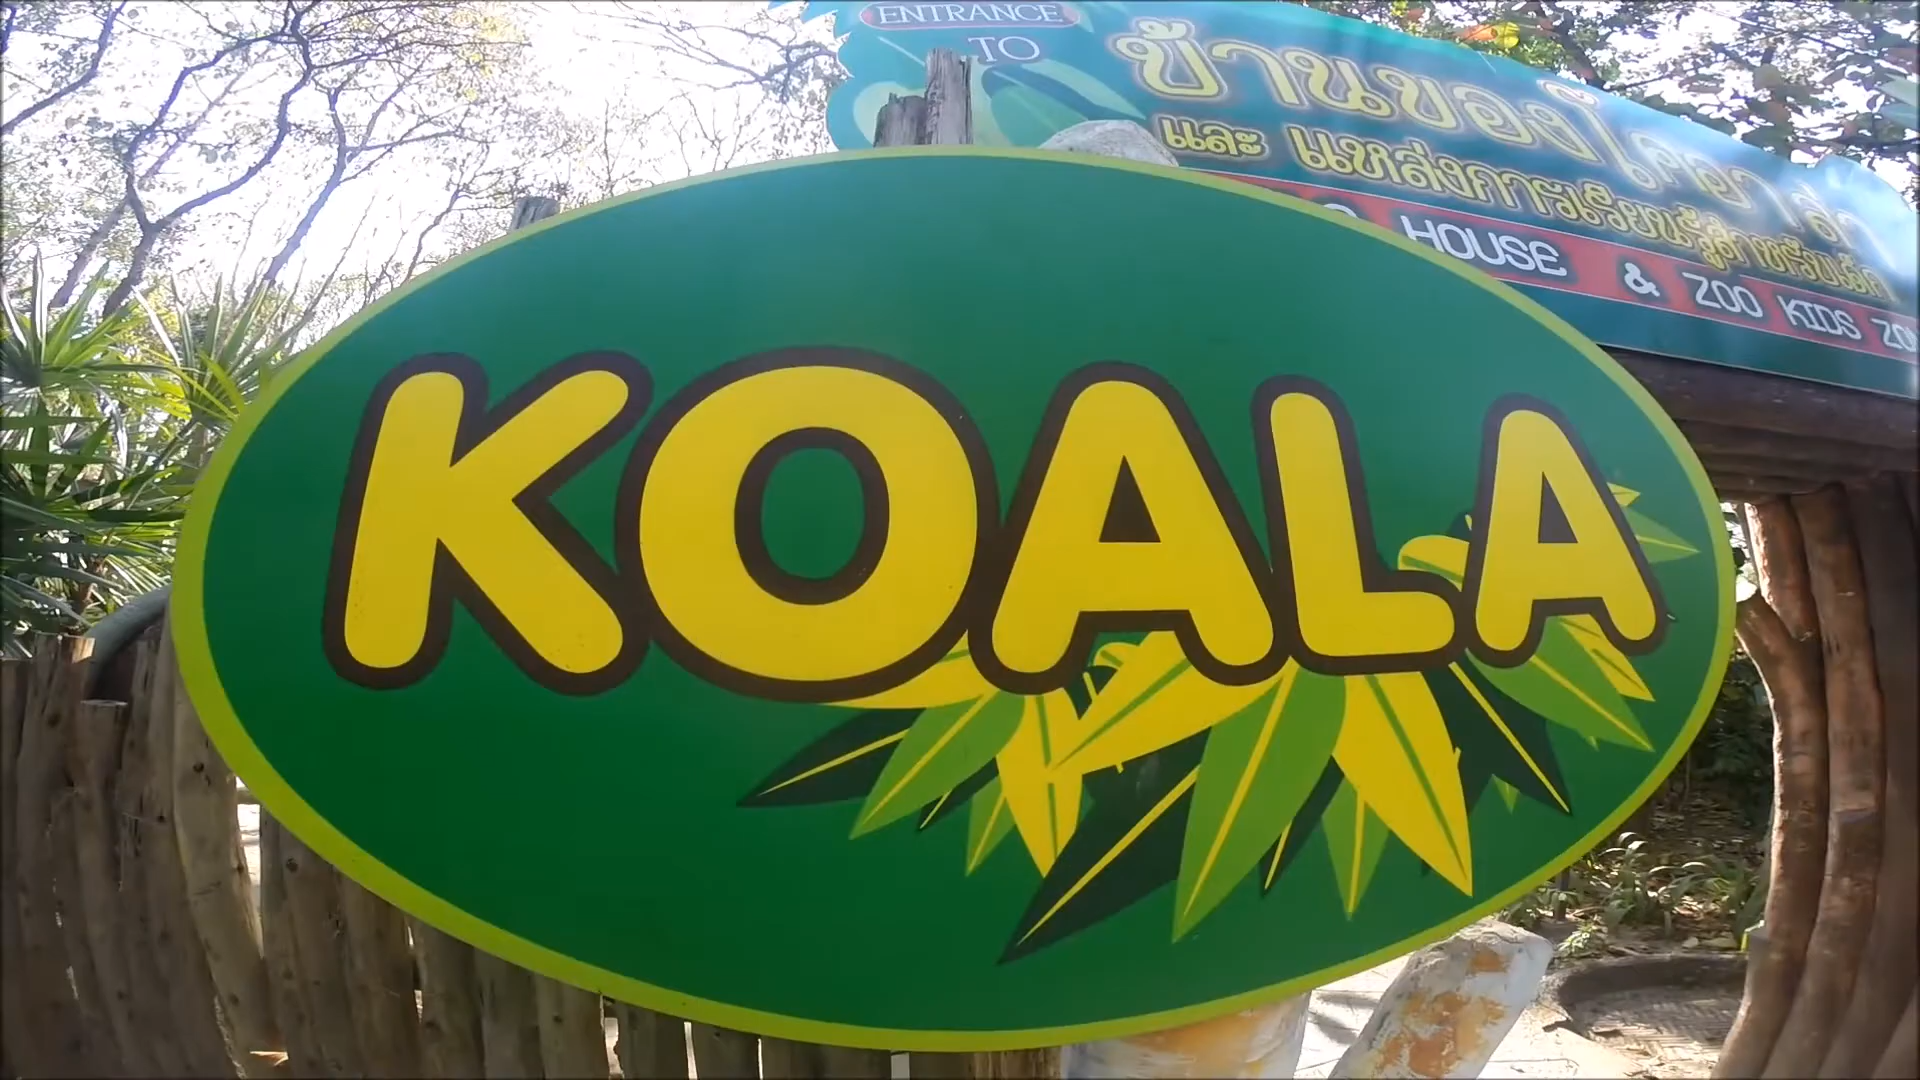 ENTRANCE
TO
บ้านของโคอาล่า
และ แหล่งการเรียนรู้สำหรับเด็ก
HOUSE & ZOO KIDS
KOALA